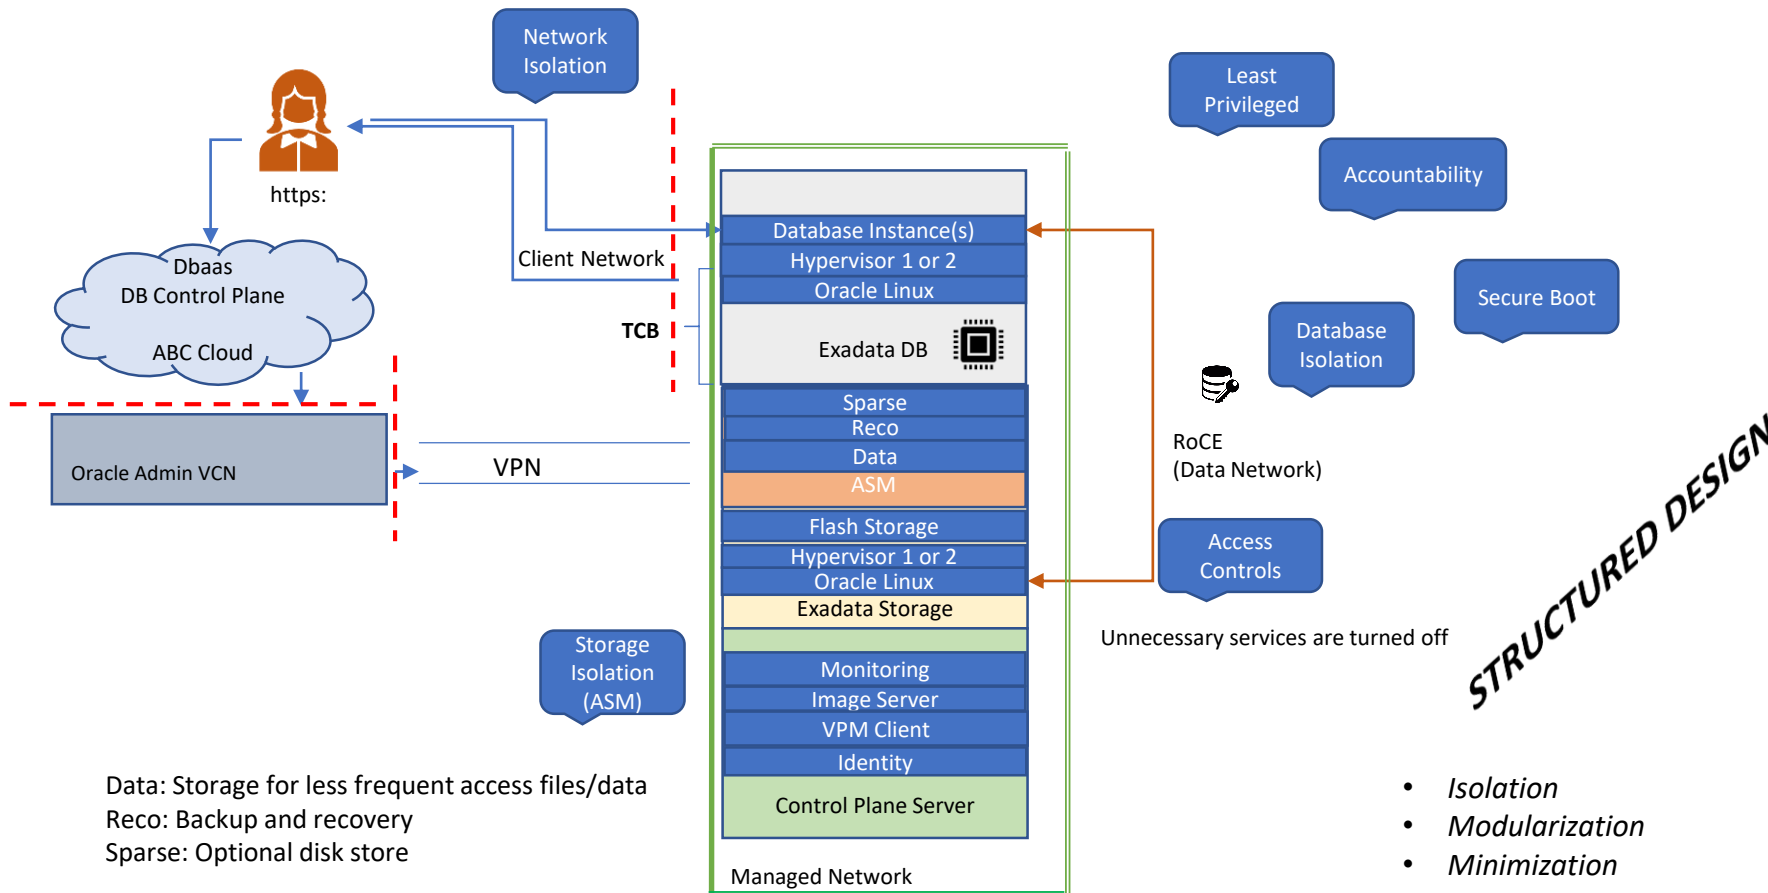 Network
Isolation
https:
Dbaas
DB Control Plane
ABC Cloud
Oracle Admin VCN
VPN
Client Network
TCB
Database Instance(s)
Hypervisor 1 or 2
Oracle Linux
Exadata DB
Sparse
Reco
Data
ASM
Flash Storage
Hypervisor 1 or 2
Oracle Linux
Exadata Storage
Monitoring
Image Server
VPM Client
Identity
Control Plane Server
Managed Network
Storage
Isolation
(ASM)
Data: Storage for less frequent access files/data
Reco: Backup and recovery
Sparse: Optional disk store
Least
Privileged
Accountability
Secure Boot
Database
Isolation
RoCE
(Data Network)
Access
Controls
Unnecessary services are turned off
STRUCTURED DESIGN
• Isolation
• Modularization
• Minimization